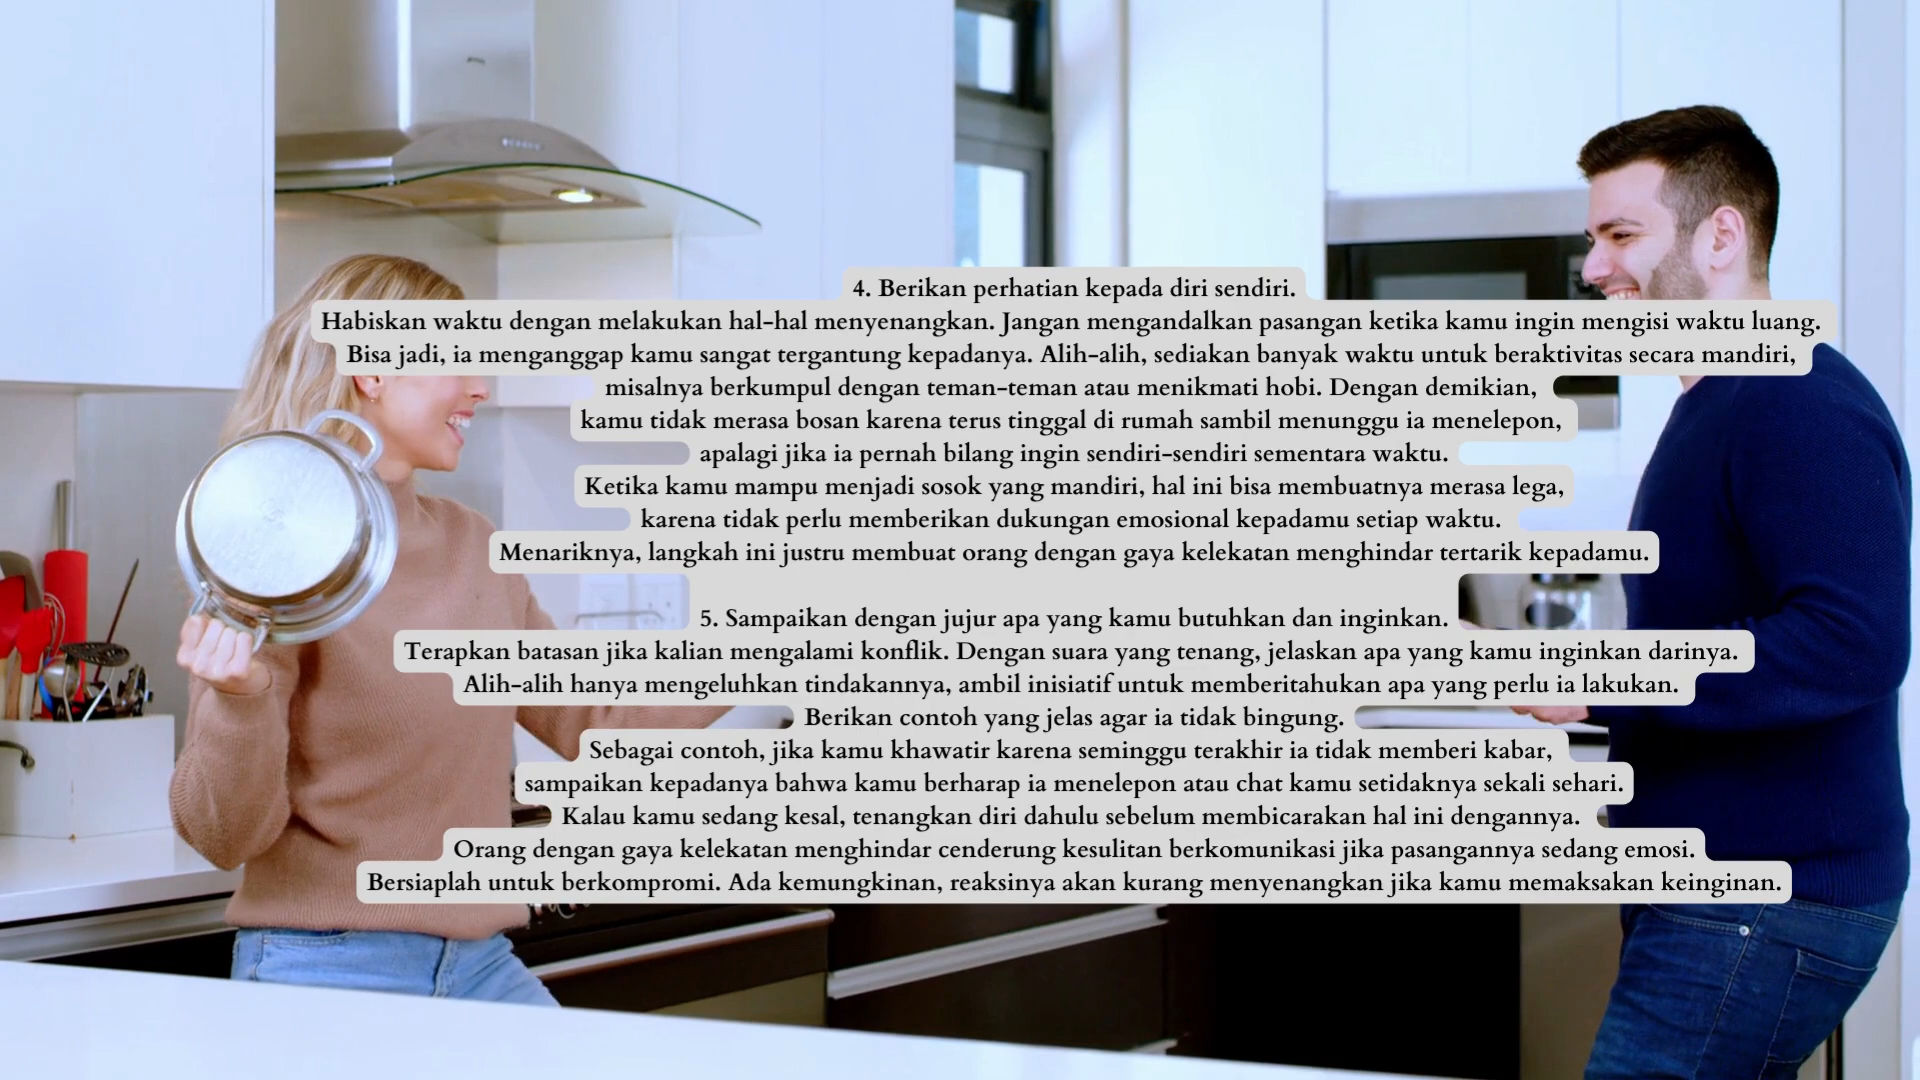 4. Berikan perhatian kepada diri sendiri.
Habiskan waktu dengan melakukan hal-hal menyenangkan. Jangan mengandalkan pasangan ketika kamu ingin mengisi waktu luang.
Bisa jadi, ia menganggap kamu sangat tergantung kepadanya. Alih-alih, sediakan banyak waktu untuk beraktivitas secara mandiri,
misalnya berkumpul dengan teman-teman atau menikmati hobi. Dengan demikian,
kamu tidak merasa bosan karena terus tinggal di rumah sambil menunggu ia menelepon,
apalagi jika ia pernah bilang ingin sendiri-sendiri sementara waktu.
Ketika kamu mampu menjadi sosok yang mandiri, hal ini bisa membuatnya merasa lega,
karena tidak perlu memberikan dukungan emosional kepadamu setiap waktu.
Menariknya, langkah ini justru membuat orang dengan gaya kelekatan menghindar tertarik kepadamu.
5. Sampaikan dengan jujur apa yang kamu butuhkan dan inginkan.
Terapkan batasan jika kalian mengalami konflik. Dengan suara yang tenang, jelaskan apa yang kamu inginkan darinya.
Alih-alih hanya mengeluhkan tindakannya, ambil inisiatif untuk memberitahukan apa yang perlu ia lakukan.
Berikan contoh yang jelas agar ia tidak bingung.
Sebagai contoh, jika kamu khawatir karena seminggu terakhir ia tidak memberi kabar,
sampaikan kepadanya bahwa kamu berharap ia menelepon atau chat kamu setidaknya sekali sehari.
Kalau kamu sedang kesal, tenangkan diri dahulu sebelum membicarakan hal ini dengannya.
Orang dengan gaya kelekatan menghindar cenderung kesulitan berkomunikasi jika pasangannya sedang emosi.
Bersiaplah untuk berkompromi. Ada kemungkinan, reaksinya akan kurang menyenangkan jika kamu memaksakan keinginan.